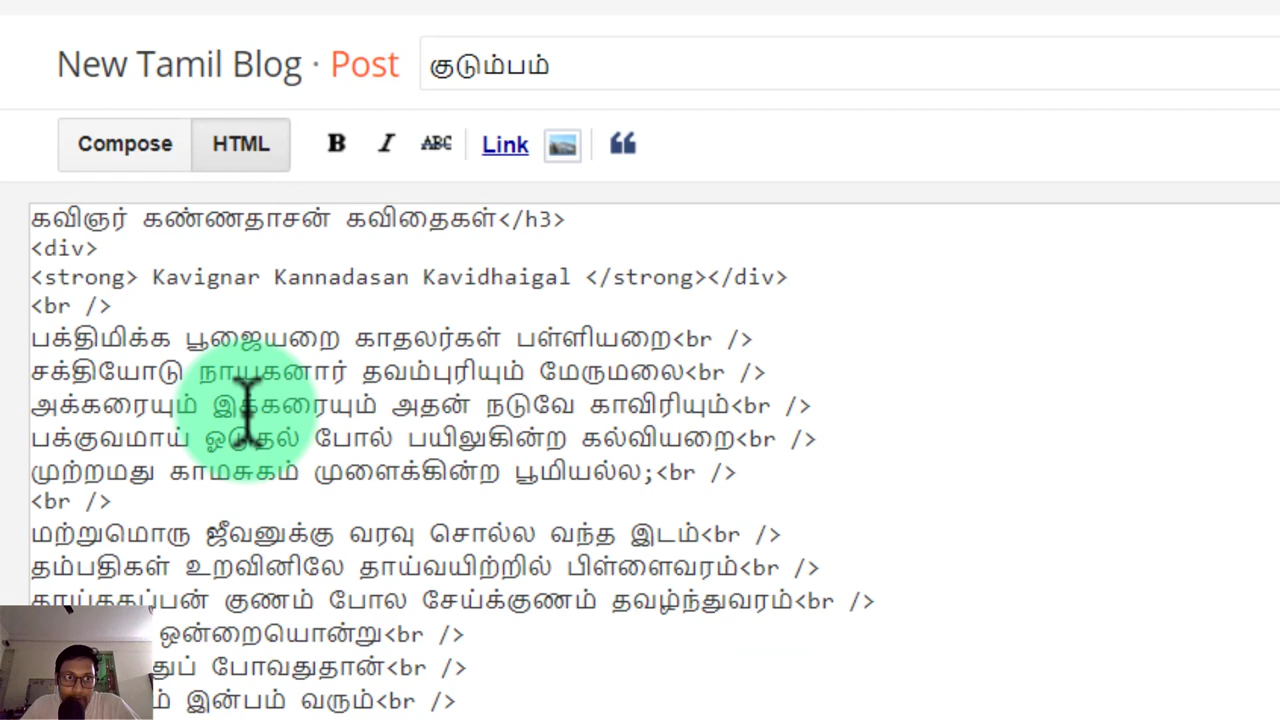 New Tamil Blog · Post குடும்பம்
Compose HTML B I ABC Link
கவிஞர் கண்ணதாசன் கவிதைகள்</h3>
<div>
<strong> Kavignar Kannadasan Kavidhaigal </strong></div>
<br />
பக்திமிக்க பூஜையறை காதலர்கள் பள்ளியறை<br />
சக்தியோடு நாயகனார் தவம்புரியும் மேருமலை<br />
அக்கரையும் இக்கரையும் அதன் நடுவே காவிரியும்<br />
பக்குவமாய் ஓடுதல் போல் பயிலுகின்ற கல்வியறை<br />
முற்றமது காமசுகம் முளைக்கின்ற பூமியல்ல;<br />
<br />
மற்றுமொரு ஜீவனுக்கு வரவு சொல்ல வந்த இடம்<br />
தம்பதிகள் உறவினிலே தாய்வயிற்றில் பிள்ளைவரம்<br />
குணம் போல சேய்க்குணம் தவழ்ந்துவரம்<br />
ஒன்றையொன்று<br />
துப் போவதுதான்<br />
ம் இன்பம் வரும்<br />